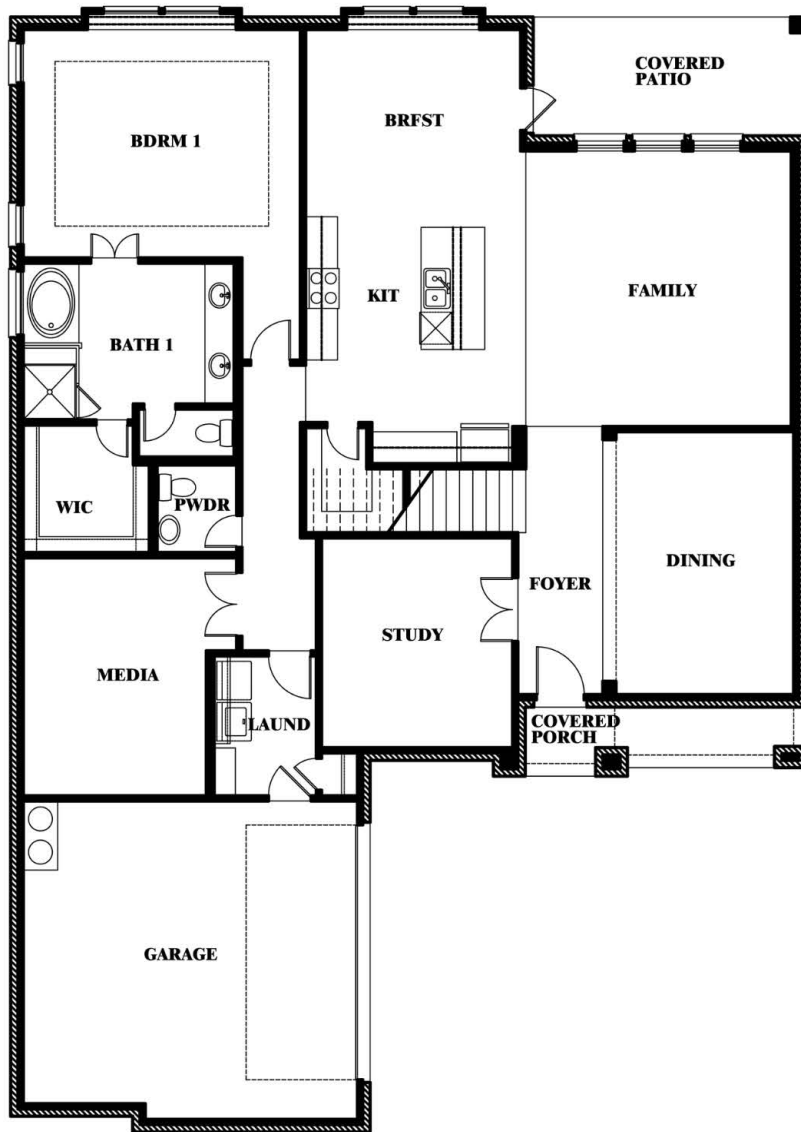 COVERED
PATIO
BRFST
BDRM 1
FAMILY
KIT
BATH 1
WIC
PWDR
DINING
FOYER
STUDY
MEDIA
LAUND
COVERED
PORCH
GARAGE